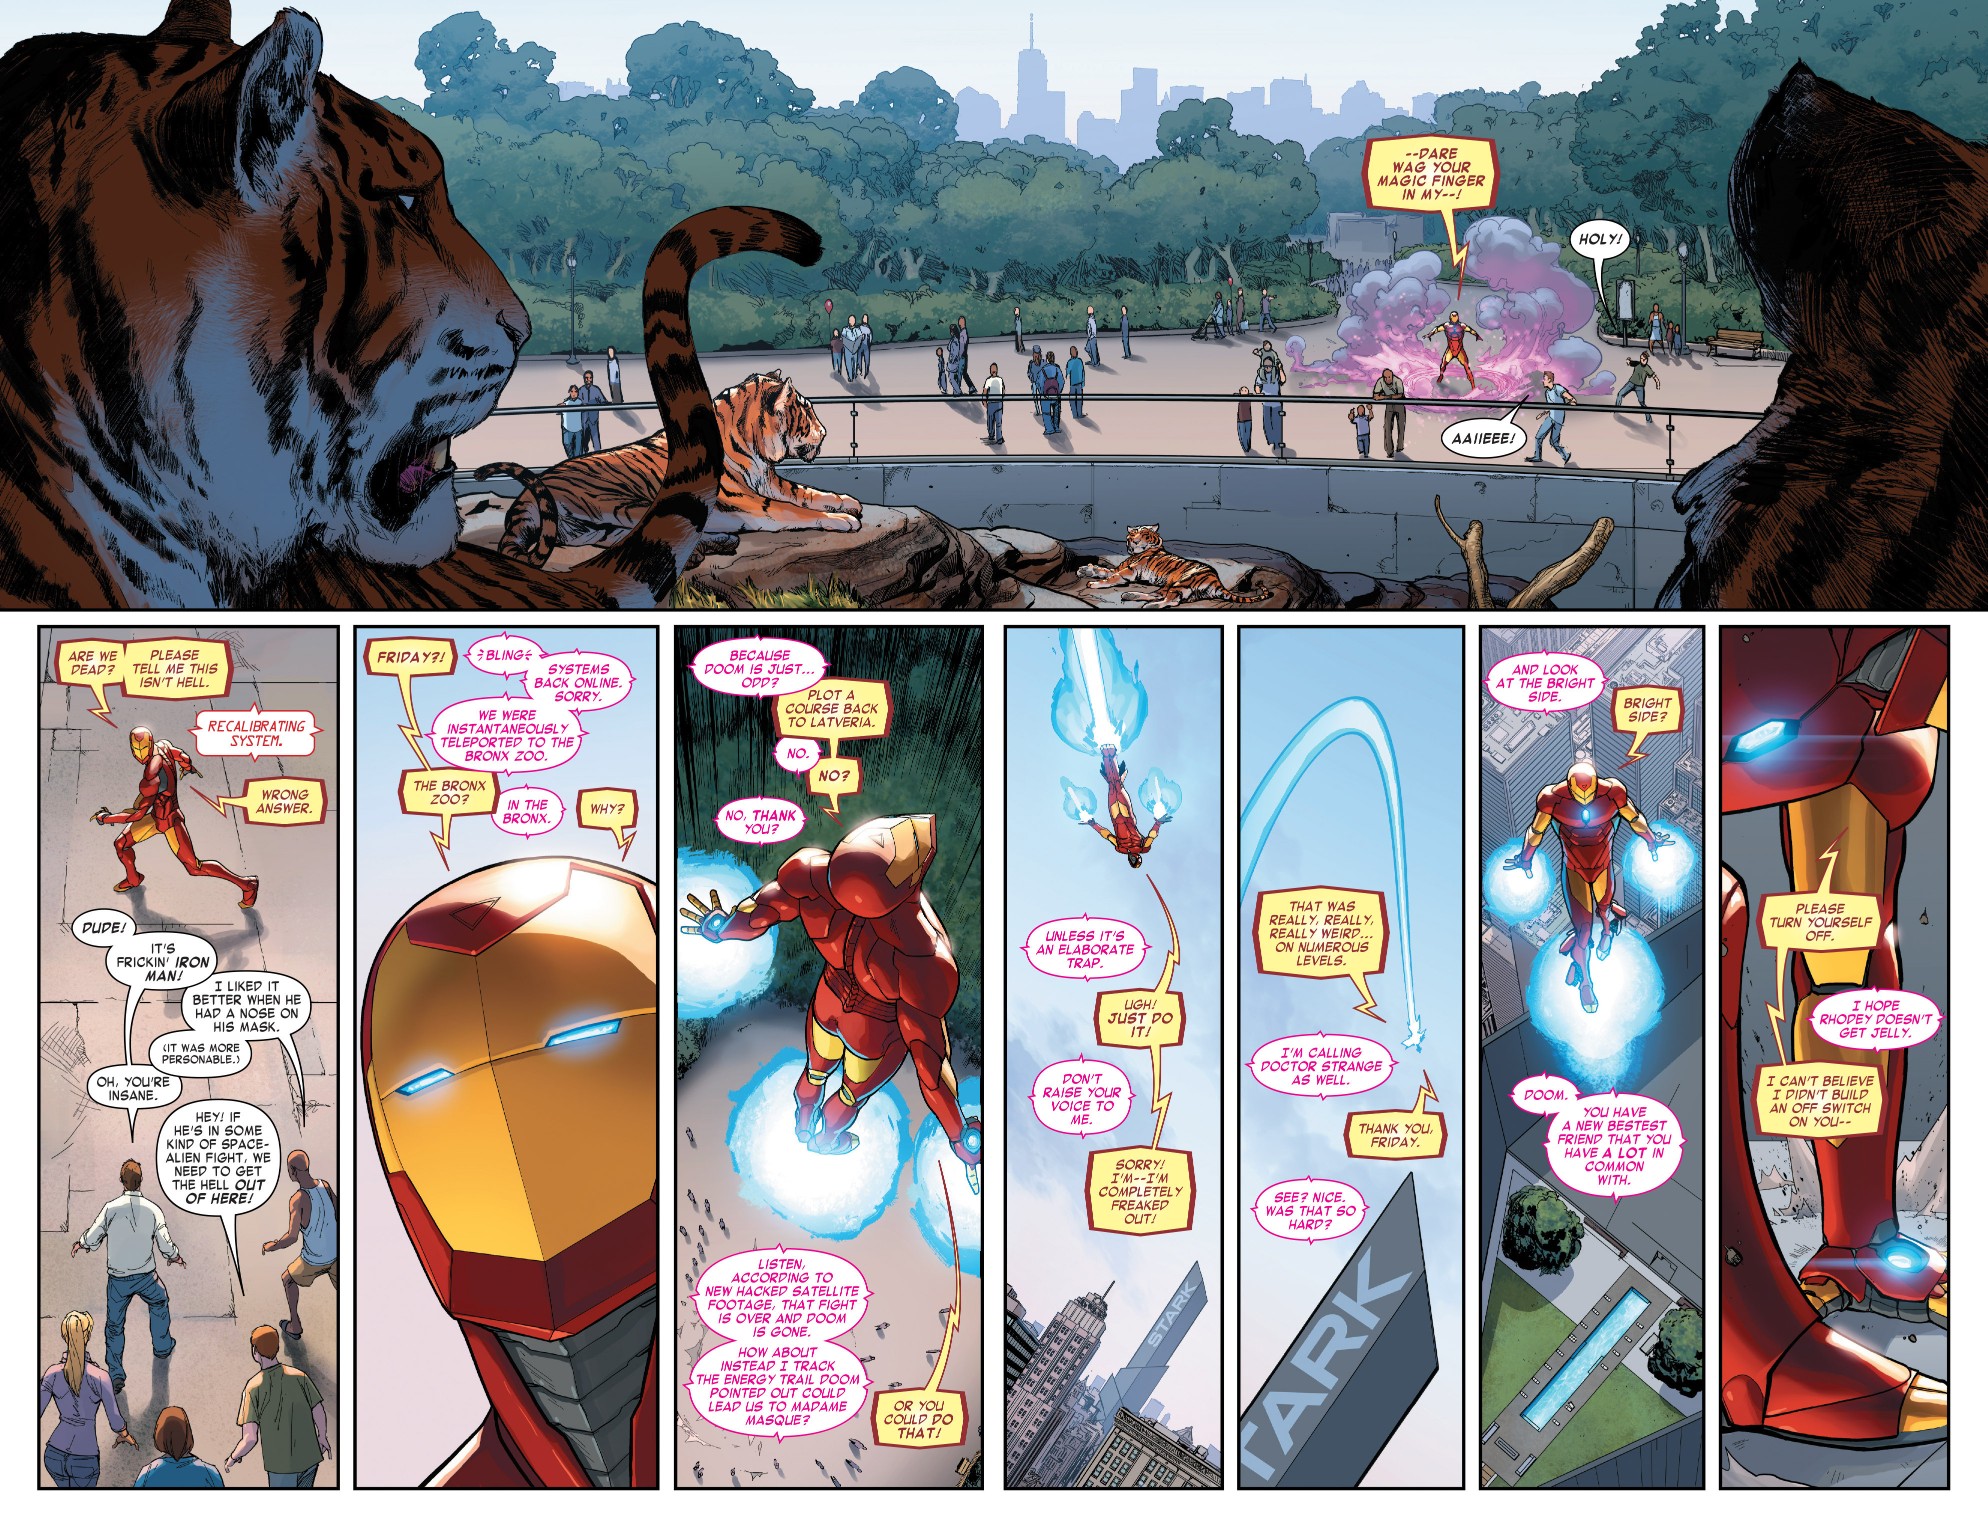 --DARE
WAG YOUR
MAGIC FINGER
IN MY--!
HOLY!
AAIIEEE!
ARE WE
DEAD?
PLEASE
TELL ME THIS
ISN'T HELL.
RECALIBRATING
SYSTEM.
WRONG
ANSWER.
DUDE!
IT'S
FRICKIN' IRON
MAN!
I LIKED IT
BETTER WHEN HE
HAD A NOSE ON
HIS MASK.
(IT WAS MORE
PERSONABLE.)
OH, YOU'RE
INSANE.
HEY! IF
HE'S IN SOME
KIND OF SPACE-
ALIEN FIGHT, WE
NEED TO GET
THE HELL OUT
OF HERE!
FRIDAY?!
BLING
SYSTEMS
BACK ONLINE.
SORRY.
WE WERE
INSTANTANEOUSLY
TELEPORTED TO THE
BRONX ZOO.
THE BRONX
ZOO?
IN THE
BRONX.
WHY?
BECAUSE
DOOM IS JUST...
ODD?
PLOT A
COURSE BACK
TO LATVERIA.
NO.
NO?
NO, THANK
YOU?
LISTEN,
ACCORDING TO
NEW HACKED SATELLITE
FOOTAGE, THAT FIGHT
IS OVER AND DOOM
IS GONE.
HOW ABOUT
INSTEAD I TRACK
THE ENERGY TRAIL DOOM
POINTED OUT COULD
LEAD US TO MADAME
MASQUE?
OR YOU
COULD DO
THAT!
UNLESS IT'S
AN ELABORATE
TRAP.
UGH!
JUST DO
IT!
DON'T
RAISE YOUR
VOICE TO
ME.
SORRY!
I'M--I'M
COMPLETELY
FREAKED
OUT!
STARK
THAT WAS
REALLY, REALLY,
REALLY WEIRD...
ON NUMEROUS
LEVELS.
I'M CALLING
DOCTOR STRANGE
AS WELL.
THANK YOU,
FRIDAY.
SEE? NICE.
WAS THAT SO
HARD?
TARK
AND LOOK
AT THE BRIGHT
SIDE.
BRIGHT
SIDE?
DOOM.
YOU HAVE
A NEW BESTEST
FRIEND THAT YOU
HAVE A LOT IN
COMMON
WITH.
PLEASE
TURN YOURSELF
OFF.
I HOPE
RHODEY DOESN'T
GET JELLY.
I CAN'T BELIEVE
I DIDN'T BUILD
AN OFF SWITCH
ON YOU--